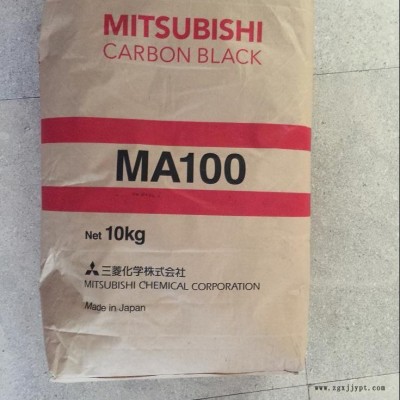 MITSUBISHI
CARBON BLACK
MA100
Net 10kg
三菱化学株式会社
MITSUBISHI CHEMICAL CORPORATION
Made in Japan
www.zgxjjypt.com